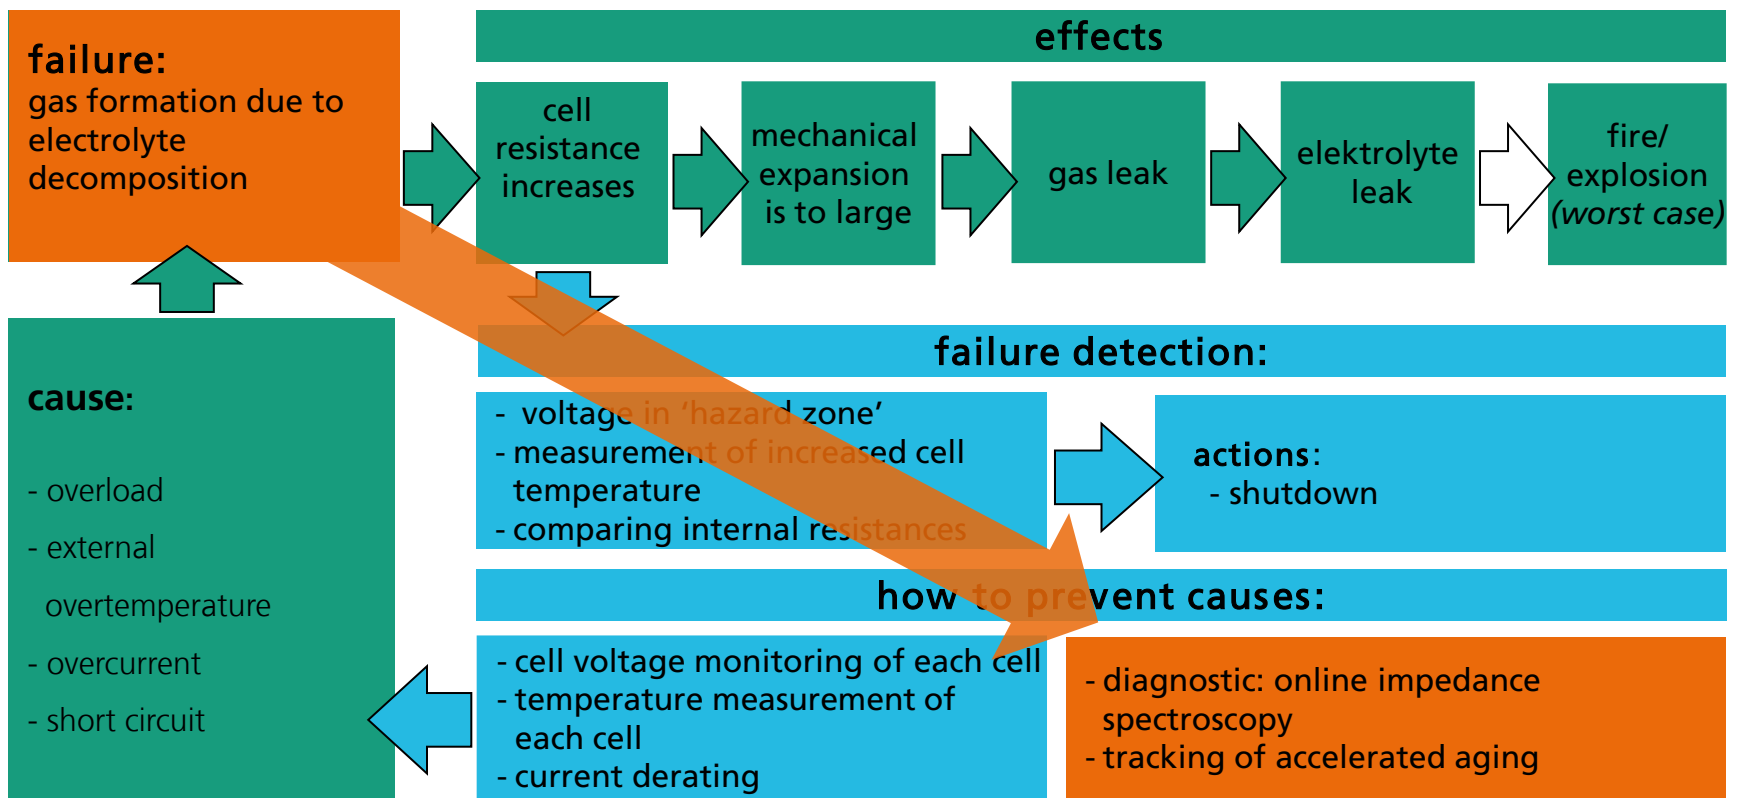 failure:
gas formation due to
electrolyte
decomposition
effects
cell
resistance
increases
mechanical
expansion
is to large
gas leak
elektrolyte
leak
fire/
explosion
(worst case)
cause:
- overload
- external
overtemperature
- overcurrent
- short circuit
failure detection:
- voltage in ‘hazard zone’
- measurement of increased cell
temperature
- comparing internal resistances
actions:
- shutdown
how to prevent causes:
- cell voltage monitoring of each cell
- temperature measurement of
each cell
- current derating
- diagnostic: online impedance
spectroscopy
- tracking of accelerated aging